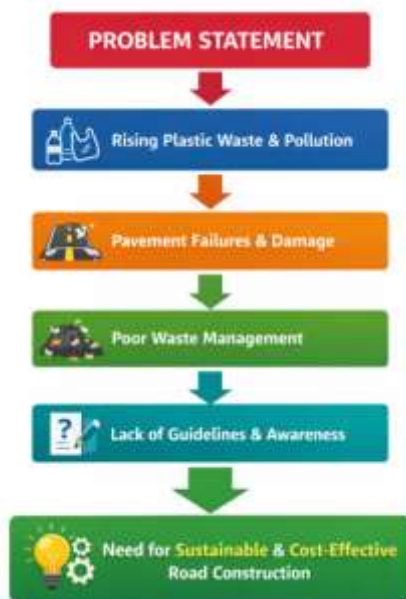 PROBLEM STATEMENT
Rising Plastic Waste & Pollution
Pavement Failures & Damage
Poor Waste Management
?
Lack of Guidelines & Awareness
Need for Sustainable & Cost-Effective
Road Construction